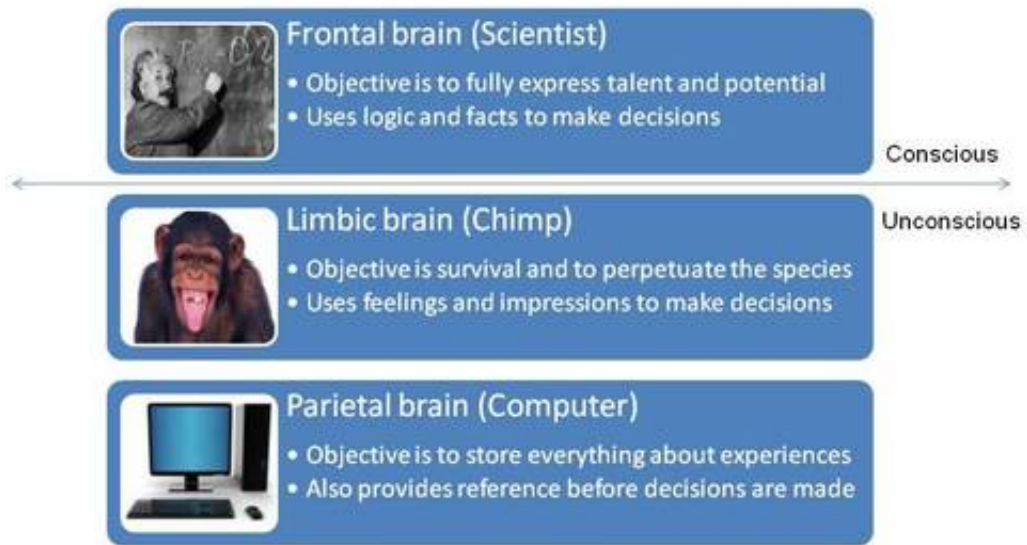 Frontal brain (Scientist)
• Objective is to fully express talent and potential
• Uses logic and facts to make decisions
Conscious
Unconscious
Limbic brain (Chimp)
• Objective is survival and to perpetuate the species
• Uses feelings and impressions to make decisions
Parietal brain (Computer)
• Objective is to store everything about experiences
• Also provides reference before decisions are made